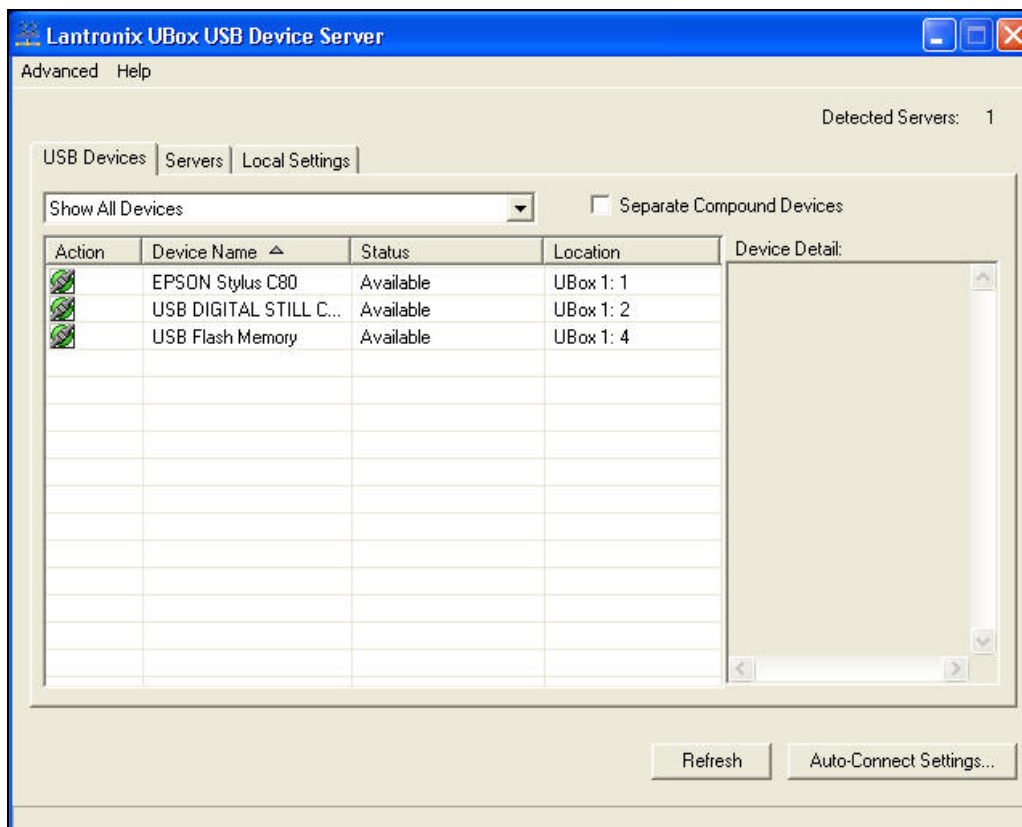 Lantronix UBox USB Device Server
Advanced Help
Detected Servers: 1
USB Devices Servers Local Settings
Show All Devices Separate Compound Devices
Action Device Name Status Location Device Detail:
EPSON Stylus C80 Available UBox 1: 1
USB DIGITAL STILL C... Available UBox 1: 2
USB Flash Memory Available UBox 1: 4
Refresh Auto-Connect Settings...